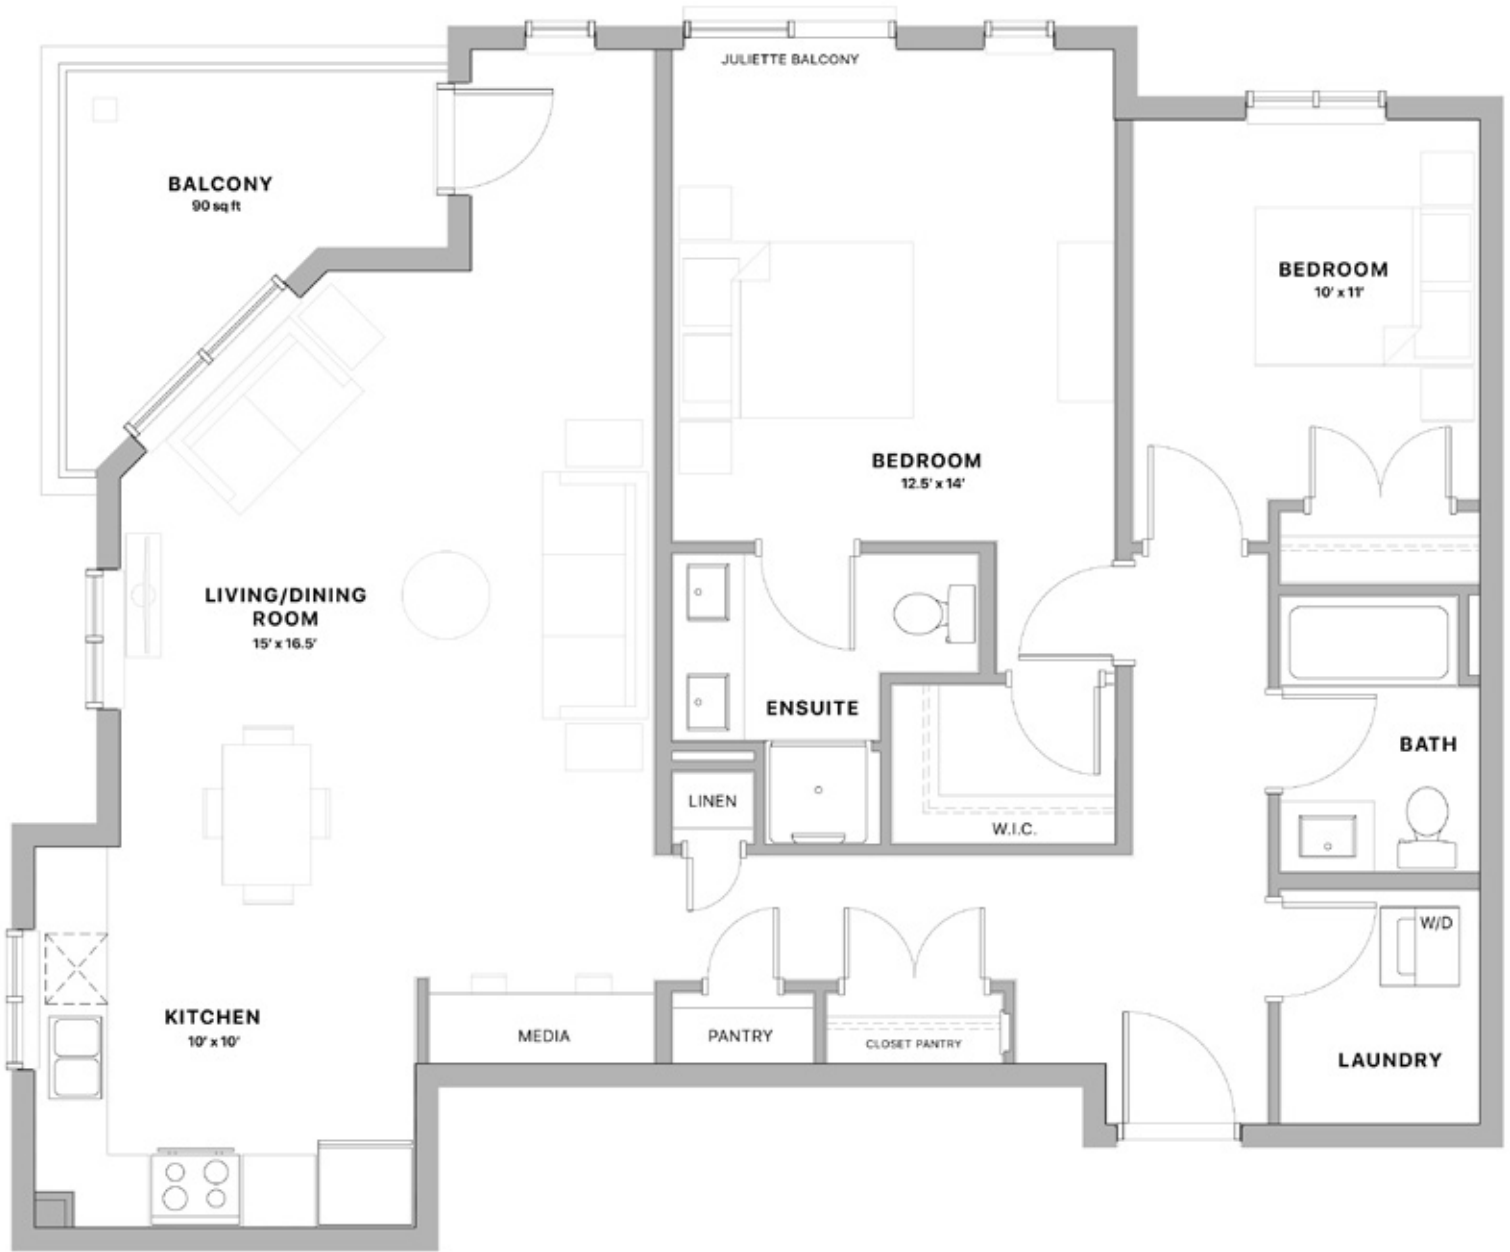 JULIETTE BALCONY
BALCONY
90 sq ft
BEDROOM
10' x 11'
BEDROOM
12.5' x 14'
LIVING/DINING
ROOM
15' x 16.5'
ENSUITE
BATH
LINEN
W.I.C.
W/D
KITCHEN
10' x 10'
MEDIA
PANTRY
CLOSET PANTRY
LAUNDRY